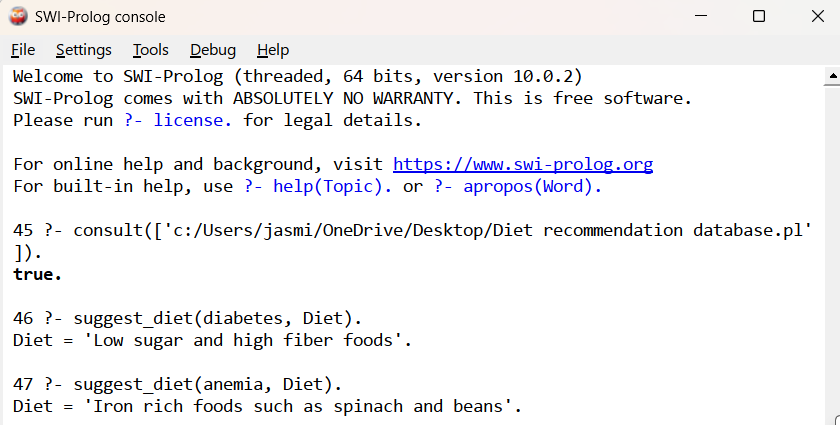 SWI-Prolog console
File Settings Tools Debug Help
Welcome to SWI-Prolog (threaded, 64 bits, version 10.0.2)
SWI-Prolog comes with ABSOLUTELY NO WARRANTY. This is free software.
Please run ?- license. for legal details.
For online help and background, visit https://www.swi-prolog.org
For built-in help, use ?- help(Topic). or ?- apropos(Word).
45 ?- consult(['c:/Users/jasmi/OneDrive/Desktop/Diet recommendation database.pl'
]).
true.
46 ?- suggest_diet(diabetes, Diet).
Diet = 'Low sugar and high fiber foods'.
47 ?- suggest_diet(anemia, Diet).
Diet = 'Iron rich foods such as spinach and beans'.